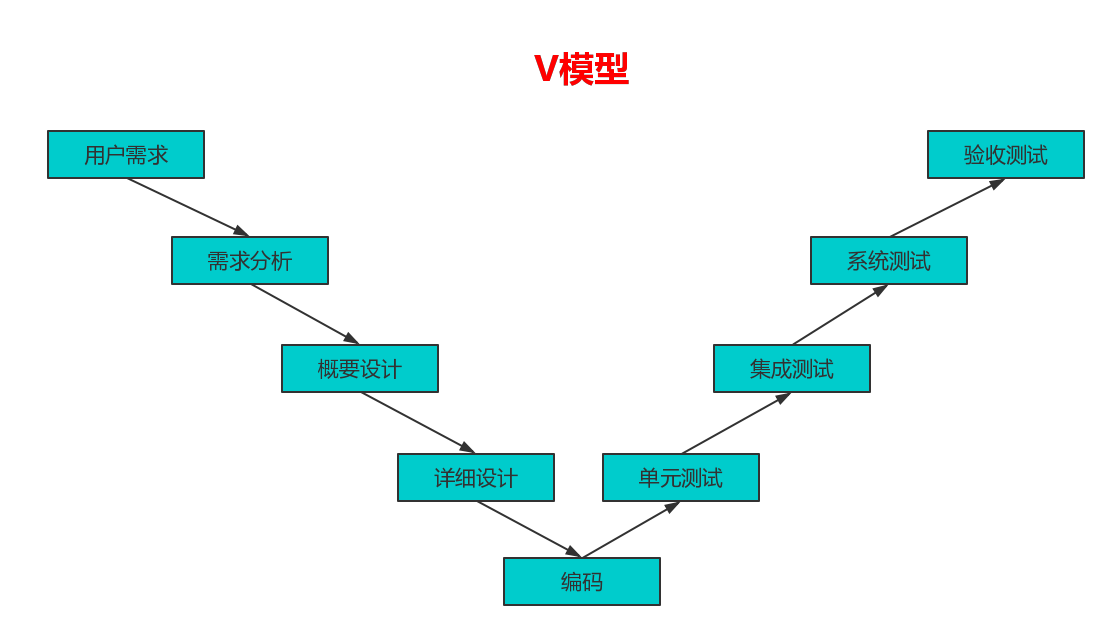 V模型
用户需求
验收测试
需求分析
系统测试
概要设计
集成测试
详细设计
单元测试
编码